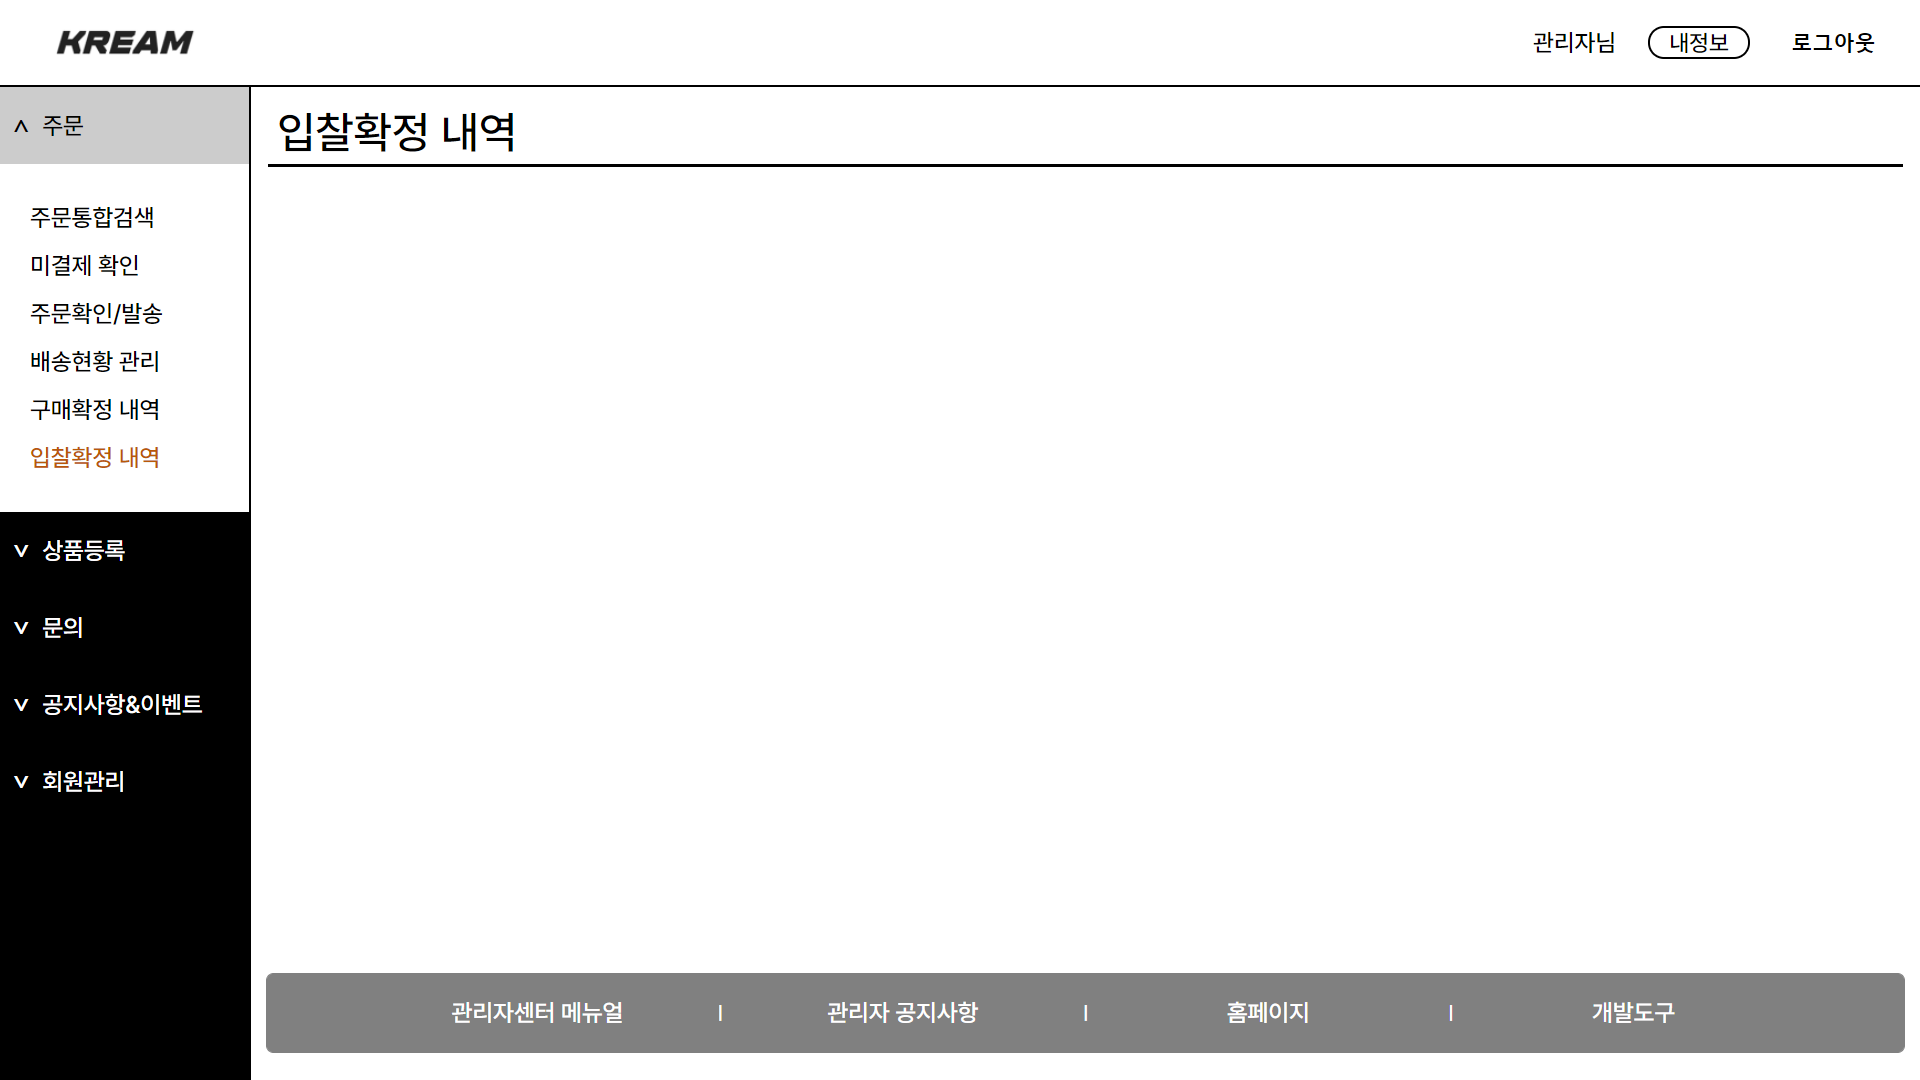 KREAM
관리자님 내정보 로그아웃
∧ 주문
입찰확정 내역
주문통합검색
미결제 확인
주문확인/발송
배송현황 관리
구매확정 내역
입찰확정 내역
∨ 상품등록
∨ 문의
∨ 공지사항&이벤트
∨ 회원관리
관리자센터 메뉴얼 | 관리자 공지사항 | 홈페이지 | 개발도구